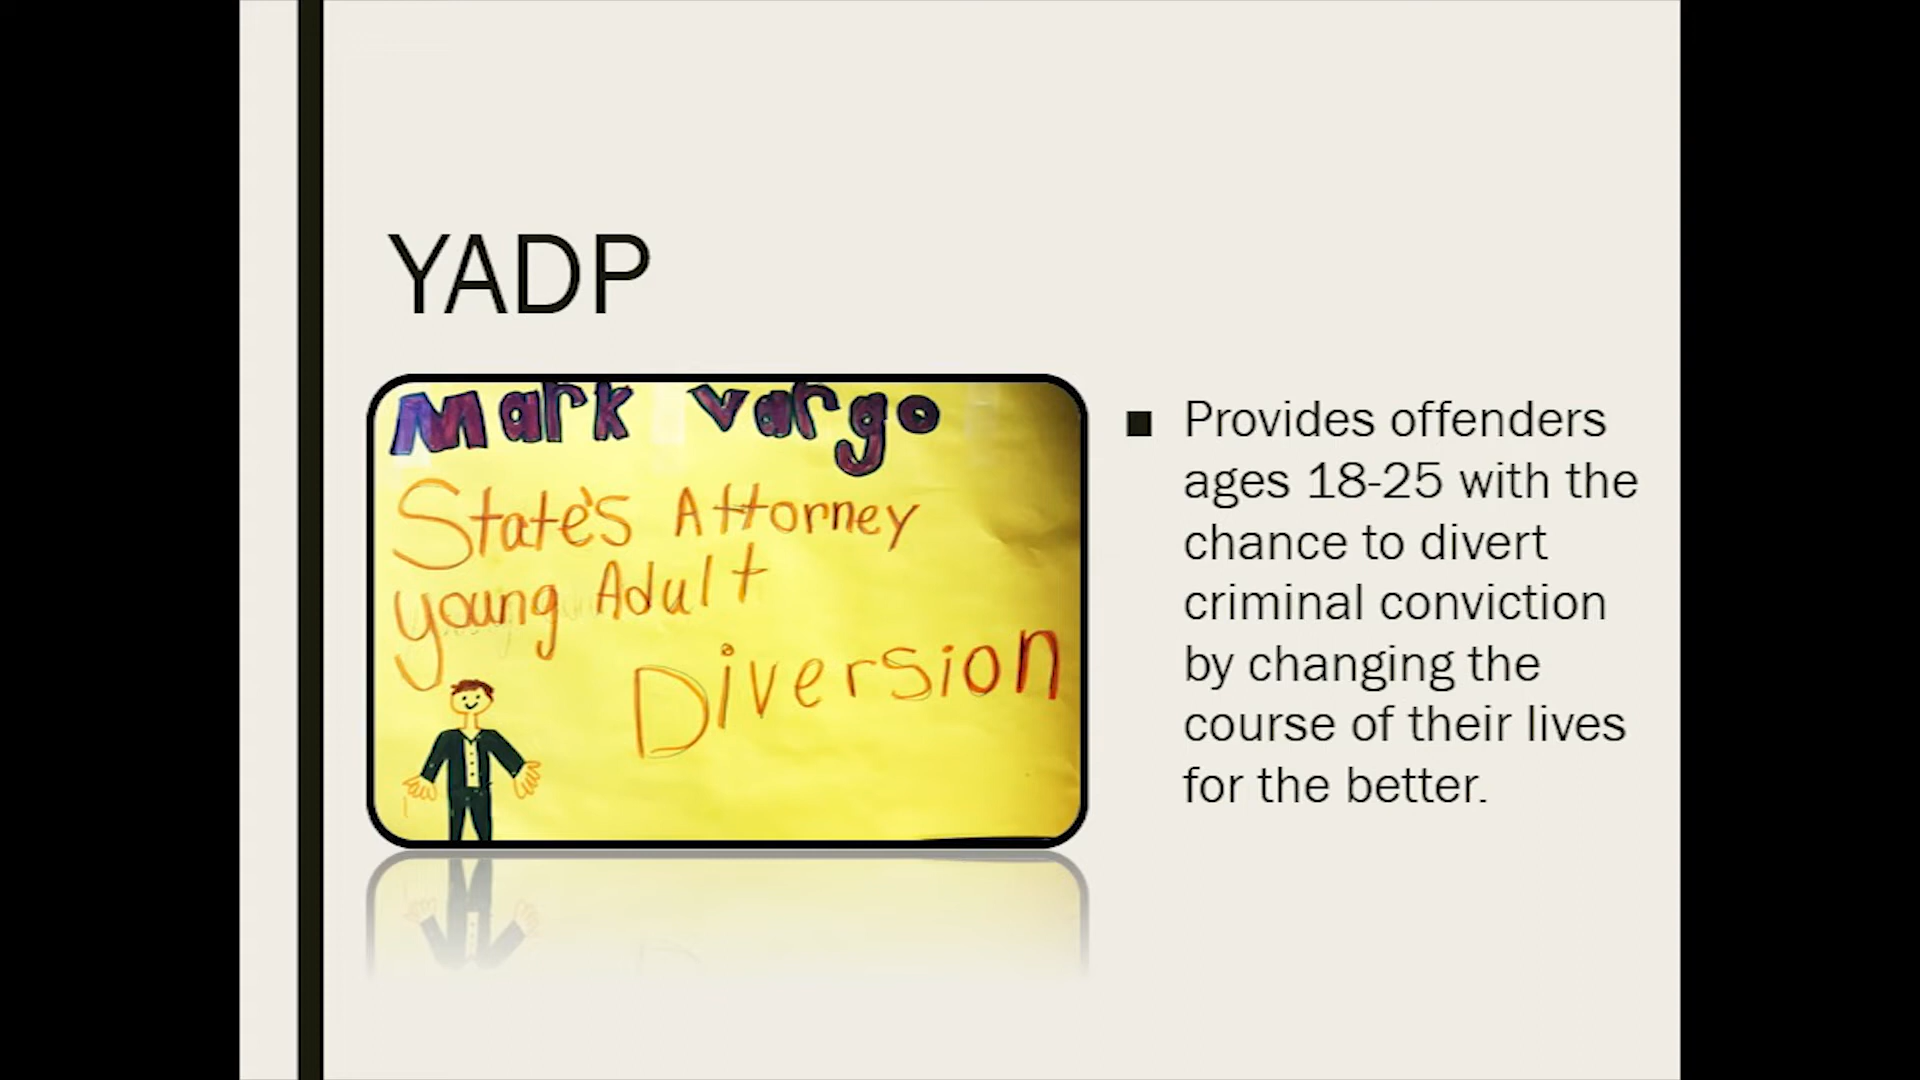 YADP
Mark Vargo
State's Attorney
young Adult
Diversion
■ Provides offenders
ages 18-25 with the
chance to divert
criminal conviction
by changing the
course of their lives
for the better.